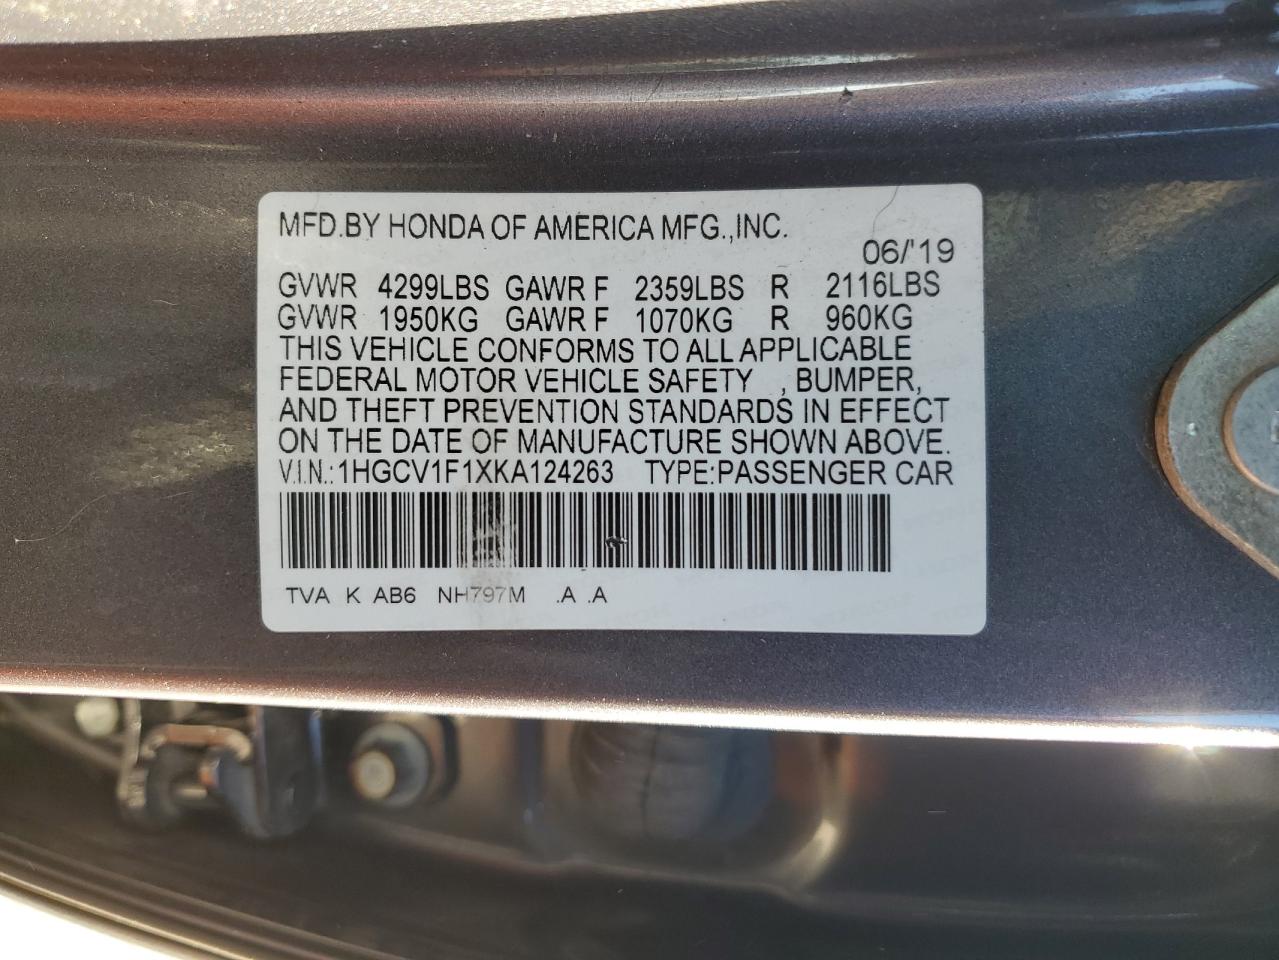 MFD.BY HONDA OF AMERICA MFG.,INC.
06/'19
GVWR 4299LBS GAWR F 2359LBS R 2116LBS
GVWR 1950KG GAWR F 1070KG R 960KG
THIS VEHICLE CONFORMS TO ALL APPLICABLE
FEDERAL MOTOR VEHICLE SAFETY , BUMPER,
AND THEFT PREVENTION STANDARDS IN EFFECT
ON THE DATE OF MANUFACTURE SHOWN ABOVE.
V.I.N.:1HGCV1F1XKA124263 TYPE:PASSENGER CAR
TVA K AB6 NH797M .A .A